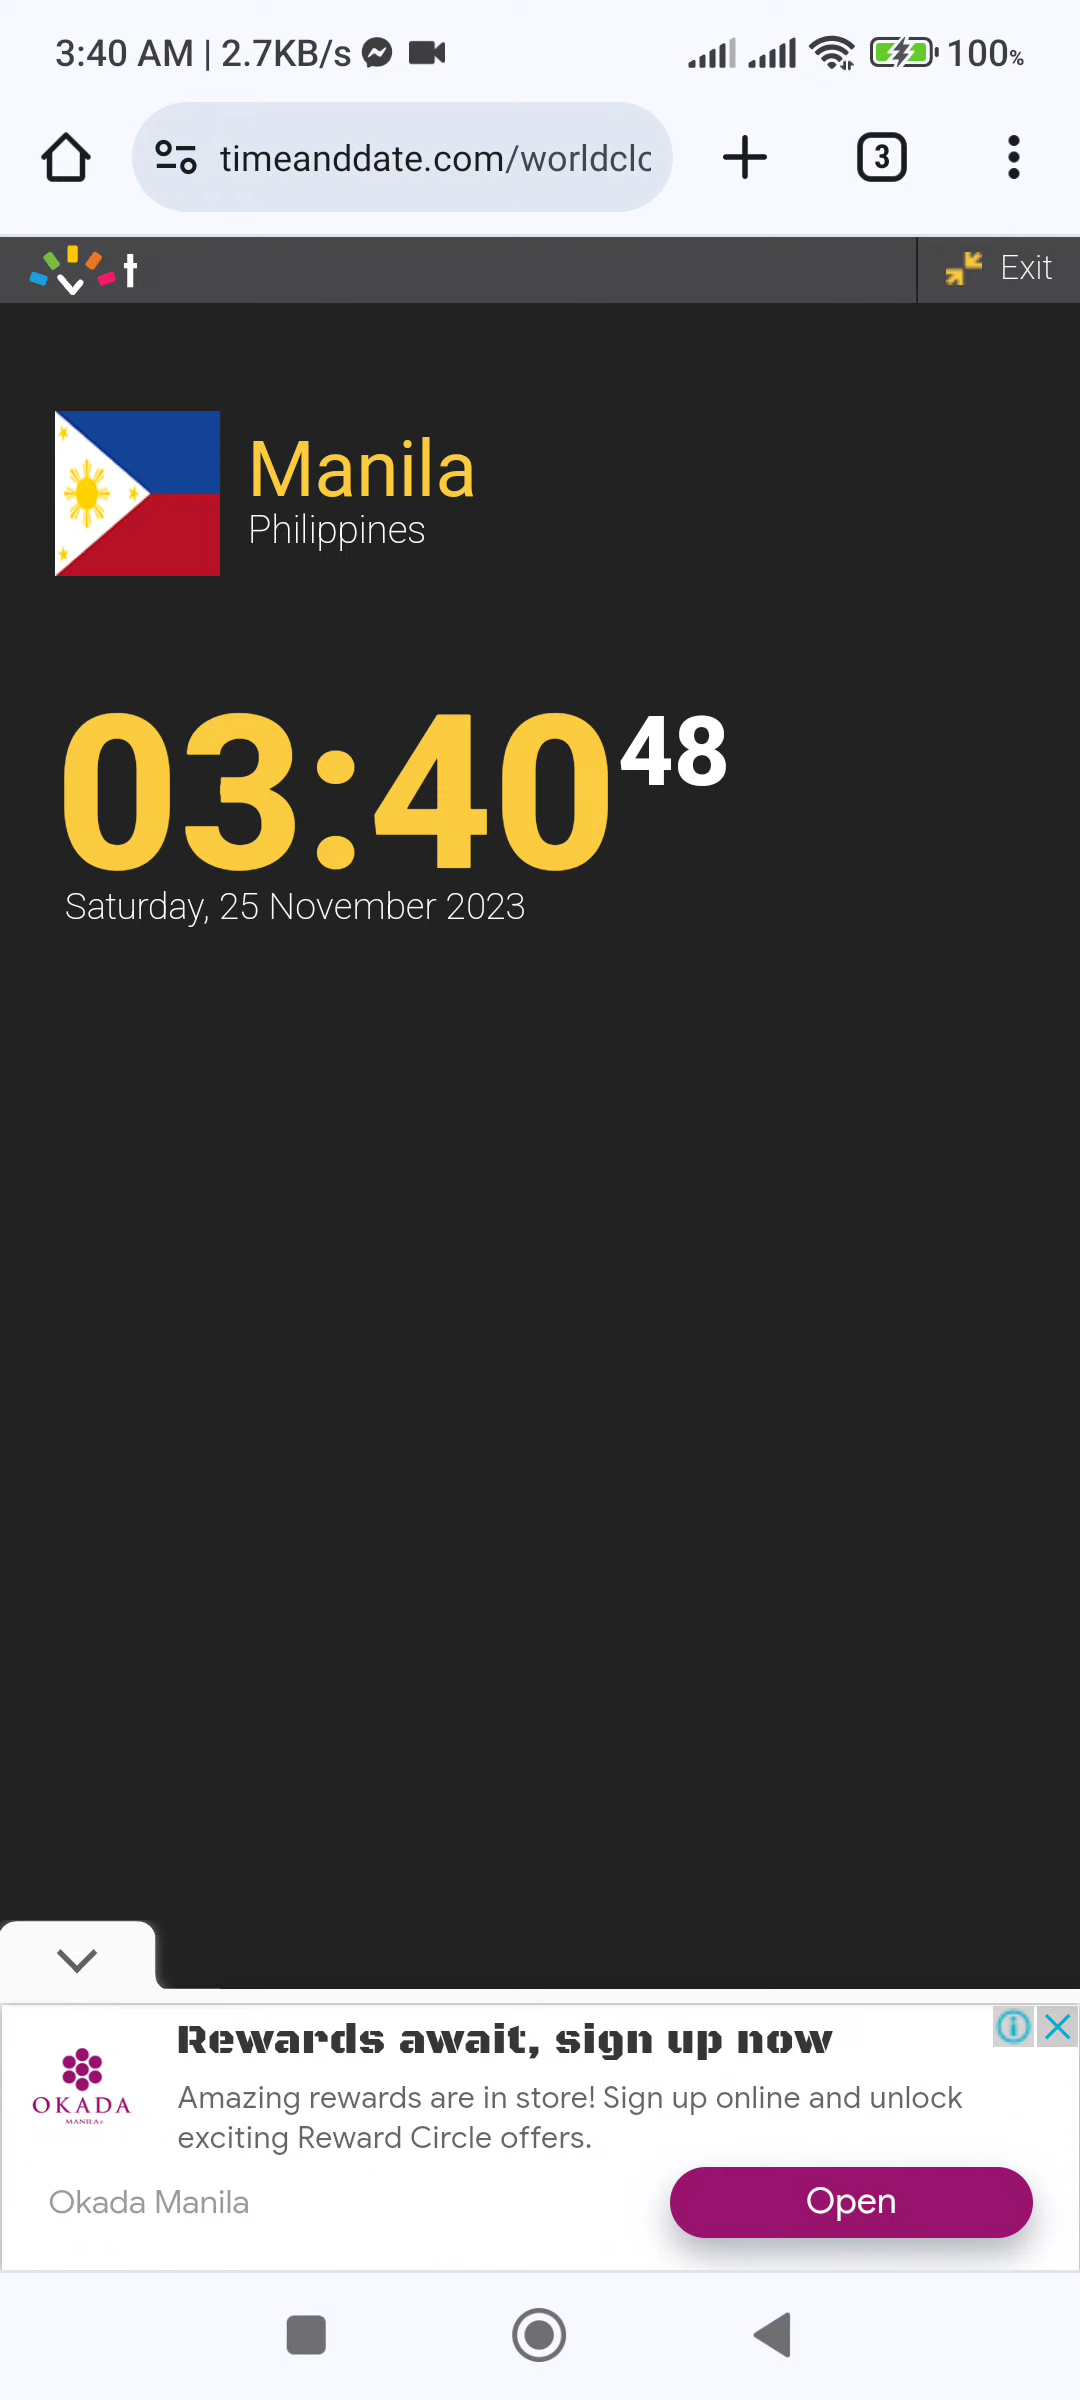 3:40 AM | 2.7KB/s 100%
timeanddate.com/worldclo
3
t Exit
Manila
Philippines
03:40 48
Saturday, 25 November 2023
Rewards await, sign up now
Amazing rewards are in store! Sign up online and unlock
exciting Reward Circle offers.
OKADA
MANILA
Okada Manila
Open